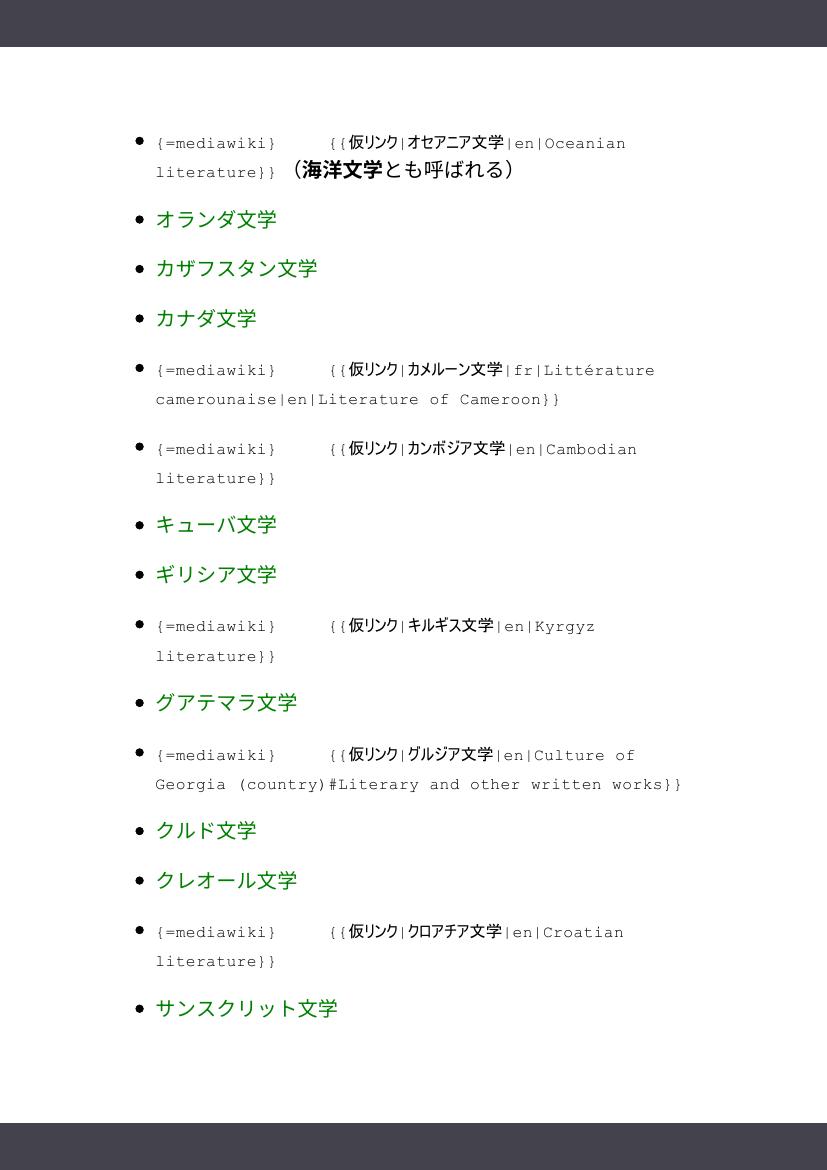 {=mediawiki} {{仮リンク|オセアニア文学|en|Oceanian
literature}} （海洋文学とも呼ばれる）
オランダ文学
カザフスタン文学
カナダ文学
{=mediawiki} {{仮リンク|カメルーン文学|fr|Littérature
camerounaise|en|Literature of Cameroon}}
{=mediawiki} {{仮リンク|カンボジア文学|en|Cambodian
literature}}
キューバ文学
ギリシア文学
{=mediawiki} {{仮リンク|キルギス文学|en|Kyrgyz
literature}}
グアテマラ文学
{=mediawiki} {{仮リンク|グルジア文学|en|Culture of
Georgia (country)#Literary and other written works}}
クルド文学
クレオール文学
{=mediawiki} {{仮リンク|クロアチア文学|en|Croatian
literature}}
サンスクリット文学